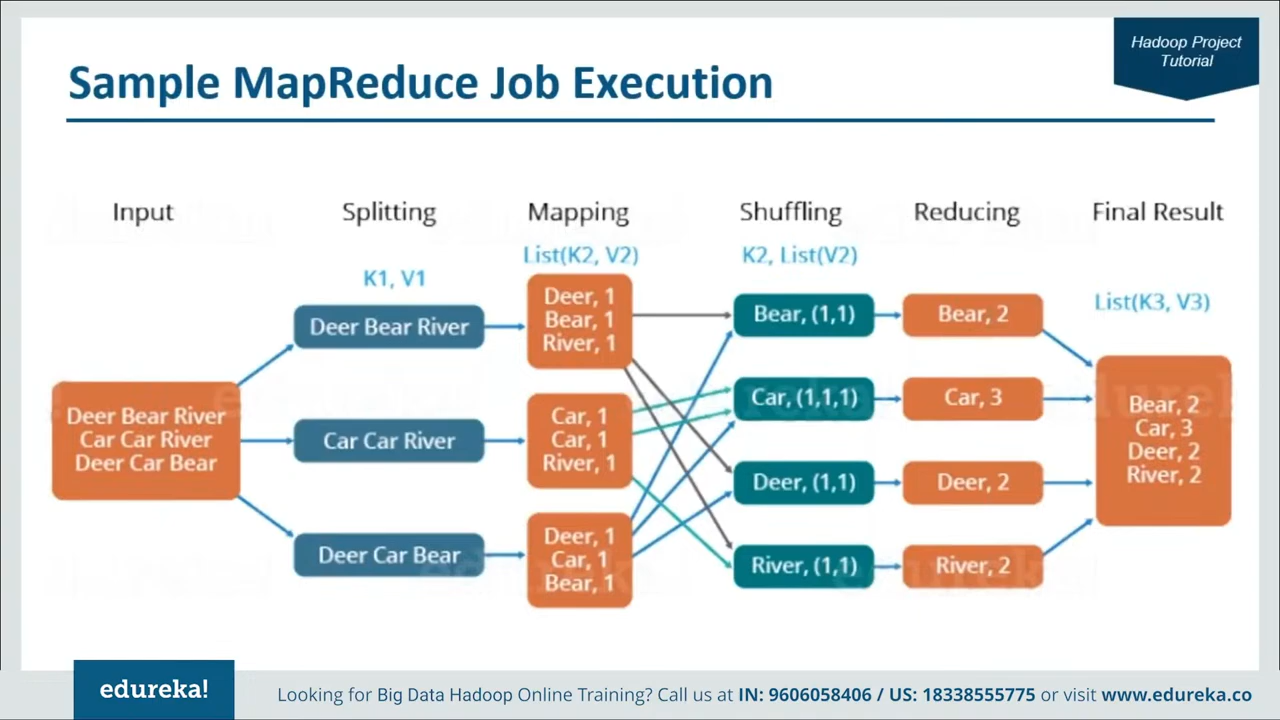 Hadoop Project
Tutorial
Sample MapReduce Job Execution
Input
Splitting
Mapping
Shuffling
Reducing
Final Result
K1, V1
List(K2, V2)
K2, List(V2)
List(K3, V3)
Deer Bear River
Car Car River
Deer Car Bear
Deer Bear River
Car Car River
Deer Car Bear
Deer, 1
Bear, 1
River, 1
Car, 1
Car, 1
River, 1
Deer, 1
Car, 1
Bear, 1
Bear, (1,1)
Car, (1,1,1)
Deer, (1,1)
River, (1,1)
Bear, 2
Car, 3
Deer, 2
River, 2
Bear, 2
Car, 3
Deer, 2
River, 2
edureka!
Looking for Big Data Hadoop Online Training? Call us at IN: 9606058406 / US: 18338555775 or visit www.edureka.co